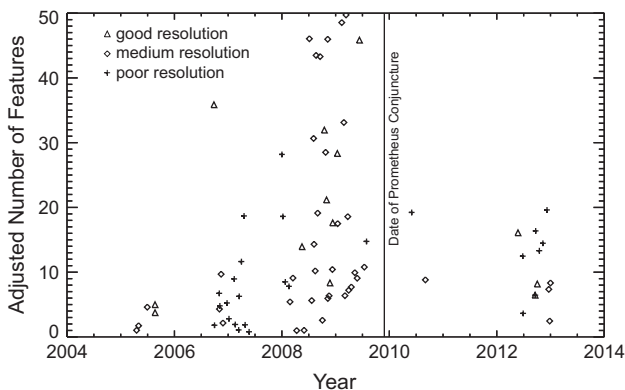 50
40
30
20
10
0
Adjusted Number of Features
good resolution
medium resolution
poor resolution
Date of Prometheus Conjuncture
2004
2006
2008
2010
2012
2014
Year